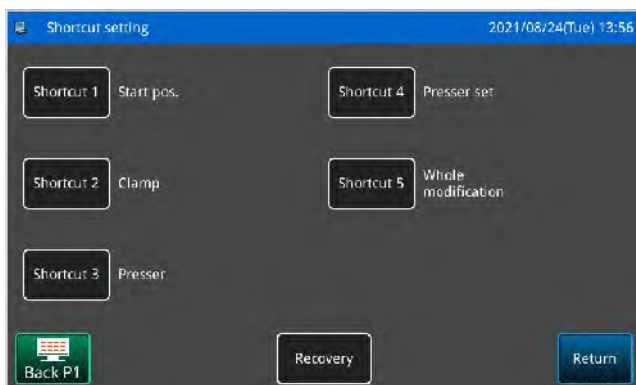 Shortcut setting 2021/08/24(Tue) 13:56
Shortcut 1 Start pos. Shortcut 4 Presser set
Shortcut 2 Clamp Shortcut 5 Whole
modification
Shortcut 3 Presser
Back P1 Recovery Return